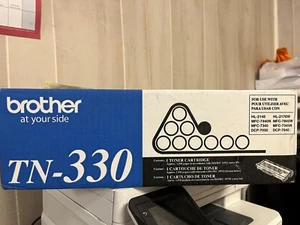 brother
at your side
TN-330
FOR USE WITH
POUR UTILISER AVEC
PARA USAR CON
HL-2140 HL-2170W
MFC-7440N MFC-7840W
MFC-7340 MFC-7345N
DCP-7030 DCP-7040
1 TONER CARTRIDGE
1 CARTOUCHE DE TONER
1 CARTUCHO DE TONER